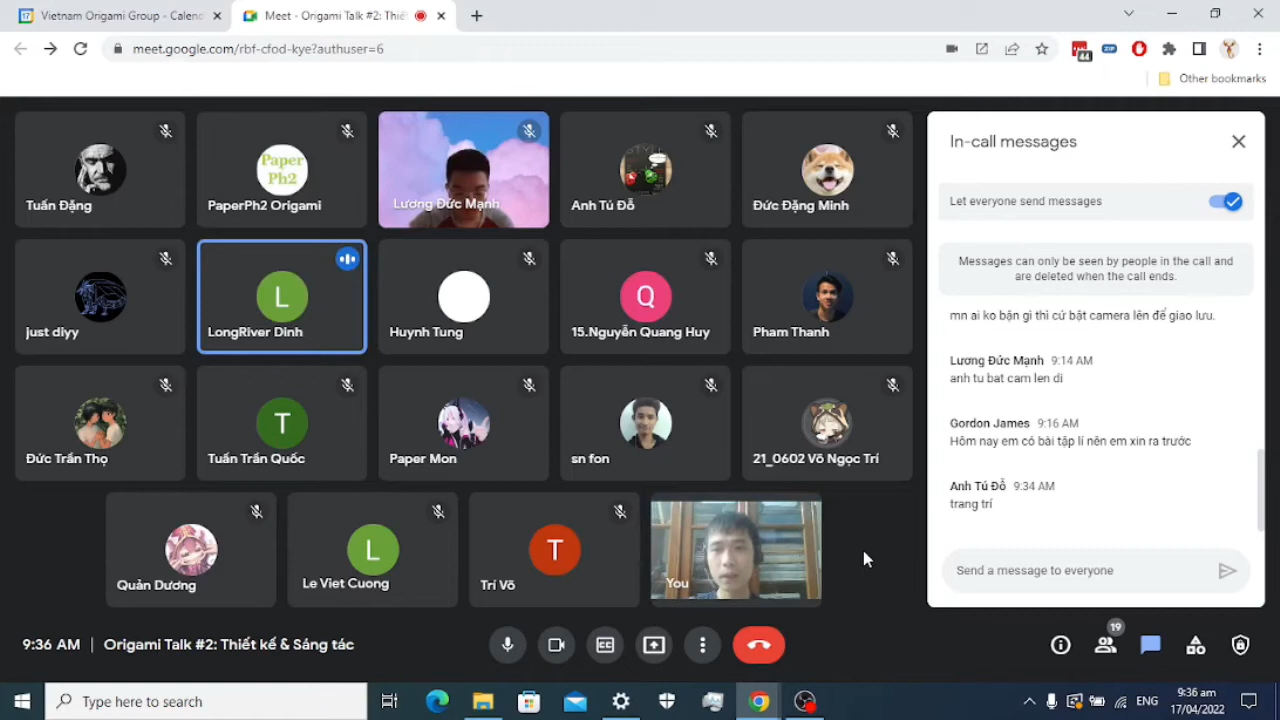 Vietnam Origami Group - Calend
Meet - Origami Talk #2: Thiế
meet.google.com/rbf-cfod-kye?authuser=6
44
ZIP
Other bookmarks
Tuấn Đặng
Paper
Ph2
PaperPh2 Origami
Lương Đức Mạnh
Anh Tú Đỗ
Đức Đặng Minh
just diyy
L
LongRiver Dinh
Huynh Tung
Q
15.Nguyễn Quang Huy
Pham Thanh
Đức Trần Thọ
T
Tuấn Trần Quốc
Paper Mon
sn fon
21_0602 Võ Ngọc Trí
Quản Dương
L
Le Viet Cuong
T
Trí Võ
You
In-call messages
Let everyone send messages
Messages can only be seen by people in the call and
are deleted when the call ends.
mn ai ko bận gì thì cứ bật camera lên để giao lưu.
Lương Đức Mạnh 9:14 AM
anh tu bat cam len di
Gordon James 9:16 AM
Hôm nay em có bài tập lí nên em xin ra trước
Anh Tú Đỗ 9:34 AM
trang trí
Send a message to everyone
9:36 AM | Origami Talk #2: Thiết kế & Sáng tác
CC
19
Type here to search
ENG
9:36 am
17/04/2022